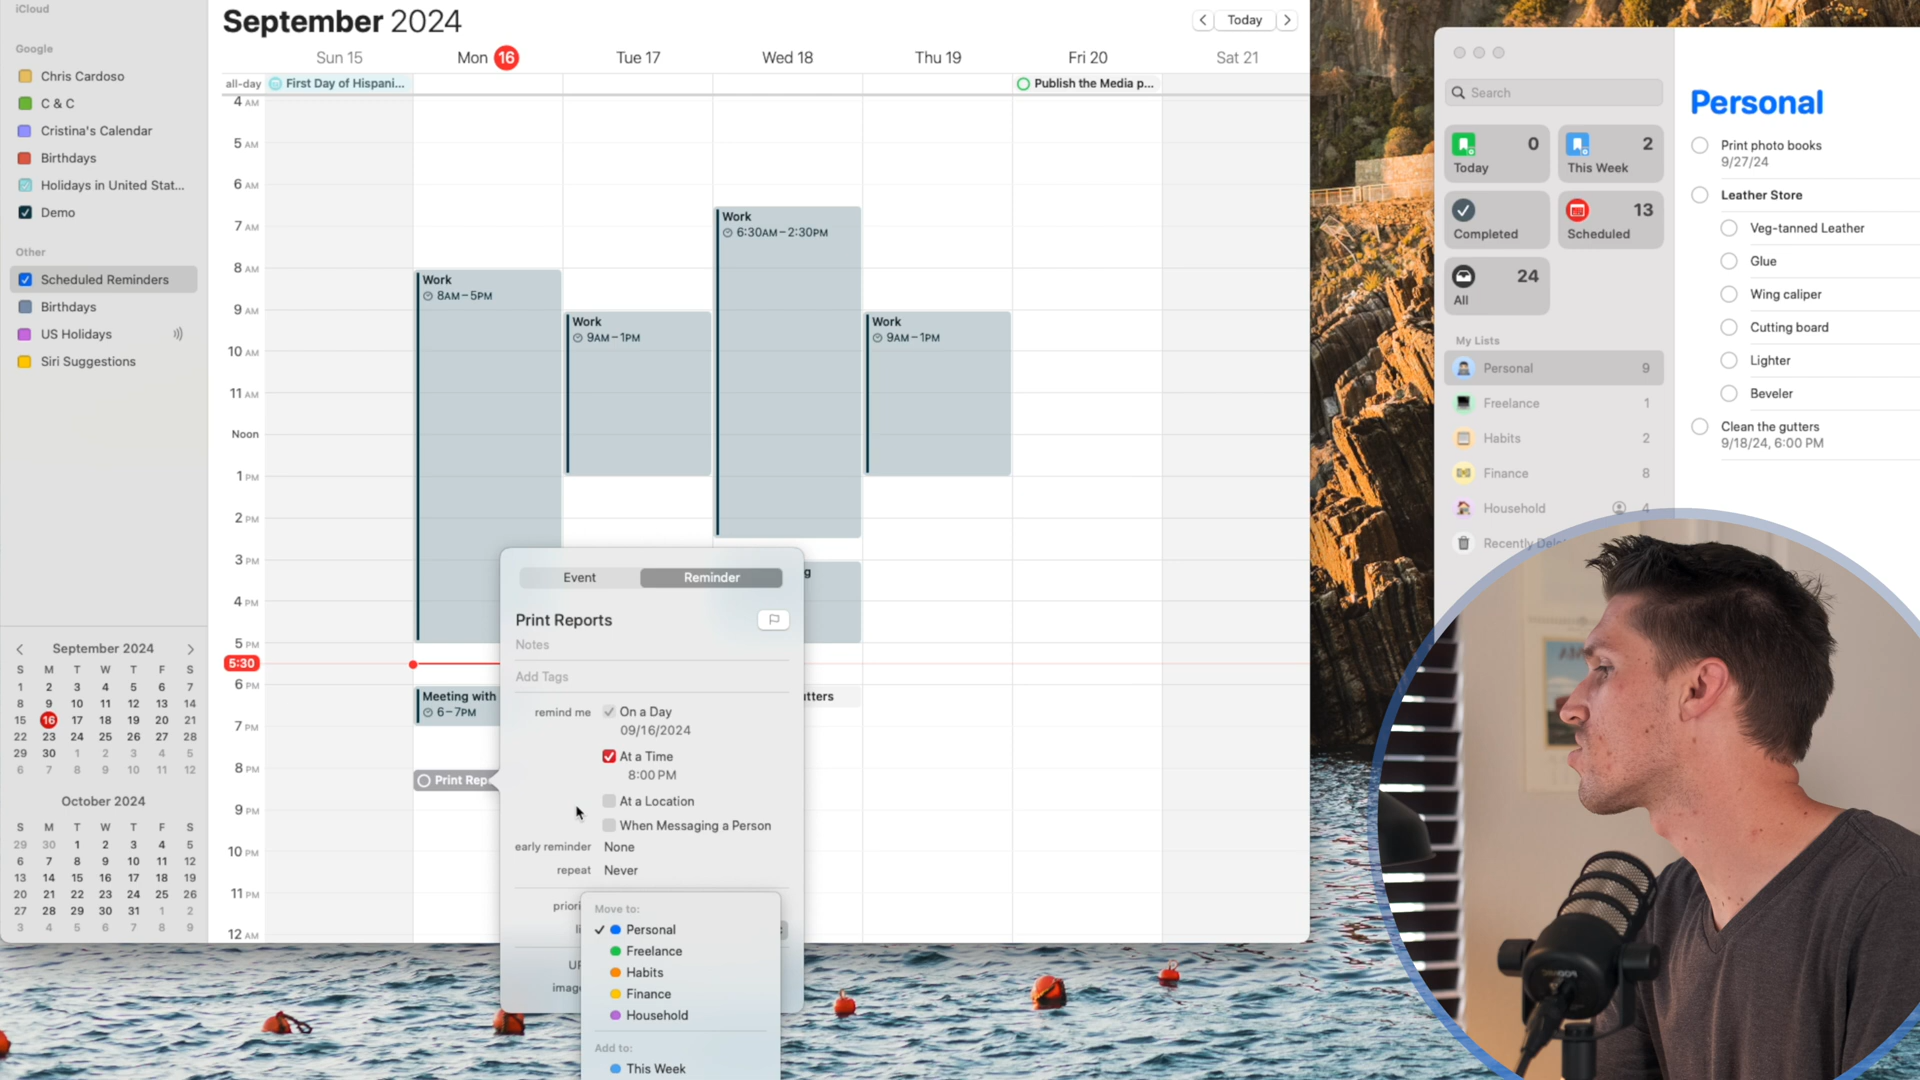 iCloud
Google
Chris Cardoso
C & C
Cristina's Calendar
Birthdays
Holidays in United Stat...
Demo
Other
Scheduled Reminders
Birthdays
US Holidays
Siri Suggestions
September 2024
S M T W T F S
1 2 3 4 5 6 7
8 9 10 11 12 13 14
15 16 17 18 19 20 21
22 23 24 25 26 27 28
29 30 1 2 3 4 5
6 7 8 9 10 11 12
October 2024
S M T W T F S
29 30 1 2 3 4 5
6 7 8 9 10 11 12
13 14 15 16 17 18 19
20 21 22 23 24 25 26
27 28 29 30 31 1 2
3 4 5 6 7 8 9
September 2024
Today
Sun 15 Mon 16 Tue 17 Wed 18 Thu 19 Fri 20 Sat 21
all-day First Day of Hispani... Publish the Media p...
4 AM
5 AM
6 AM
7 AM
8 AM
9 AM
10 AM
11 AM
Noon
1 PM
2 PM
3 PM
4 PM
5 PM
5:30
6 PM
7 PM
8 PM
9 PM
10 PM
11 PM
12 AM
Work
8AM–5PM
Meeting with
6–7PM
Print Rep
Work
9AM–1PM
Work
6:30AM–2:30PM
g
utters
Work
9AM–1PM
Event Reminder
Print Reports
Notes
Add Tags
remind me On a Day
09/16/2024
At a Time
8:00 PM
At a Location
When Messaging a Person
early reminder None
repeat Never
priori
li
UR
imag
Move to:
Personal
Freelance
Habits
Finance
Household
Add to:
This Week
Search
0
Today
2
This Week
Completed
13
Scheduled
24
All
My Lists
Personal 9
Freelance 1
Habits 2
Finance 8
Household 4
Recently Del
Personal
Print photo books
9/27/24
Leather Store
Veg-tanned Leather
Glue
Wing caliper
Cutting board
Lighter
Beveler
Clean the gutters
9/18/24, 6:00 PM